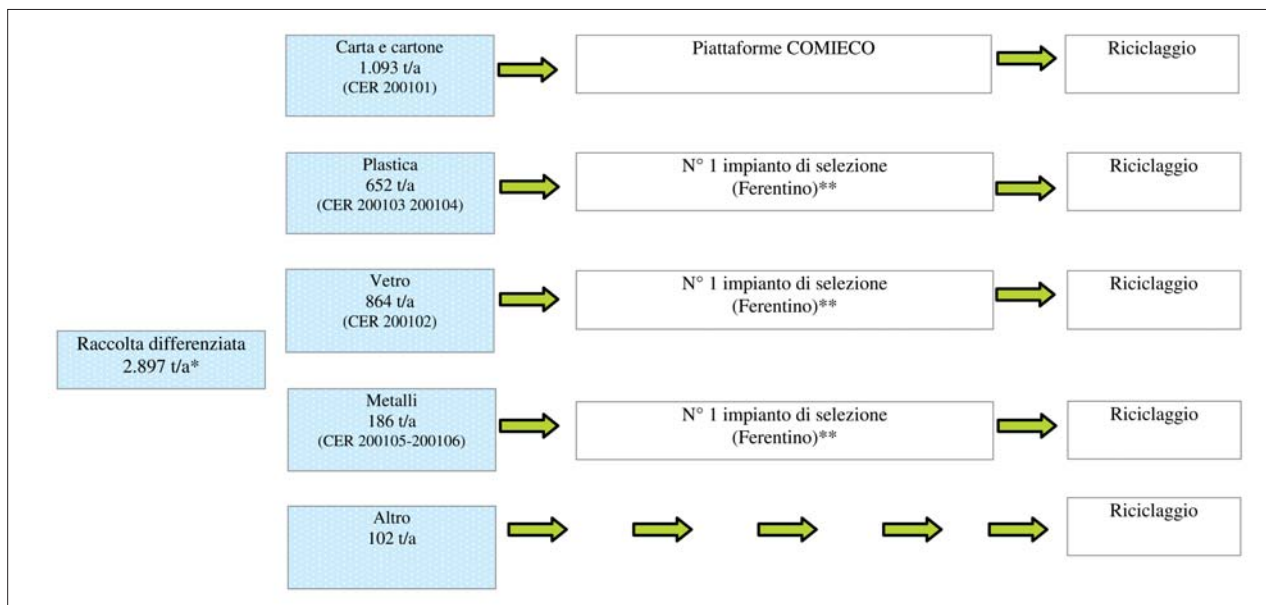 Carta e cartone
1.093 t/a
(CER 200101)
Piattaforme COMIECO
Riciclaggio
Plastica
652 t/a
(CER 200103 200104)
N° 1 impianto di selezione
(Ferentino)**
Riciclaggio
Vetro
864 t/a
(CER 200102)
N° 1 impianto di selezione
(Ferentino)**
Riciclaggio
Raccolta differenziata
2.897 t/a*
Metalli
186 t/a
(CER 200105-200106)
N° 1 impianto di selezione
(Ferentino)**
Riciclaggio
Altro
102 t/a
Riciclaggio